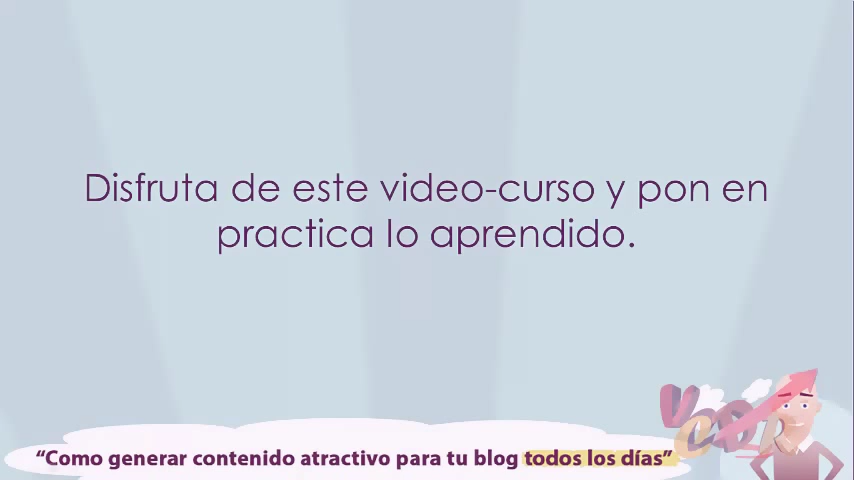 Disfruta de este video-curso y pon en
practica lo aprendido.
“Como generar contenido atractivo para tu blog todos los días”